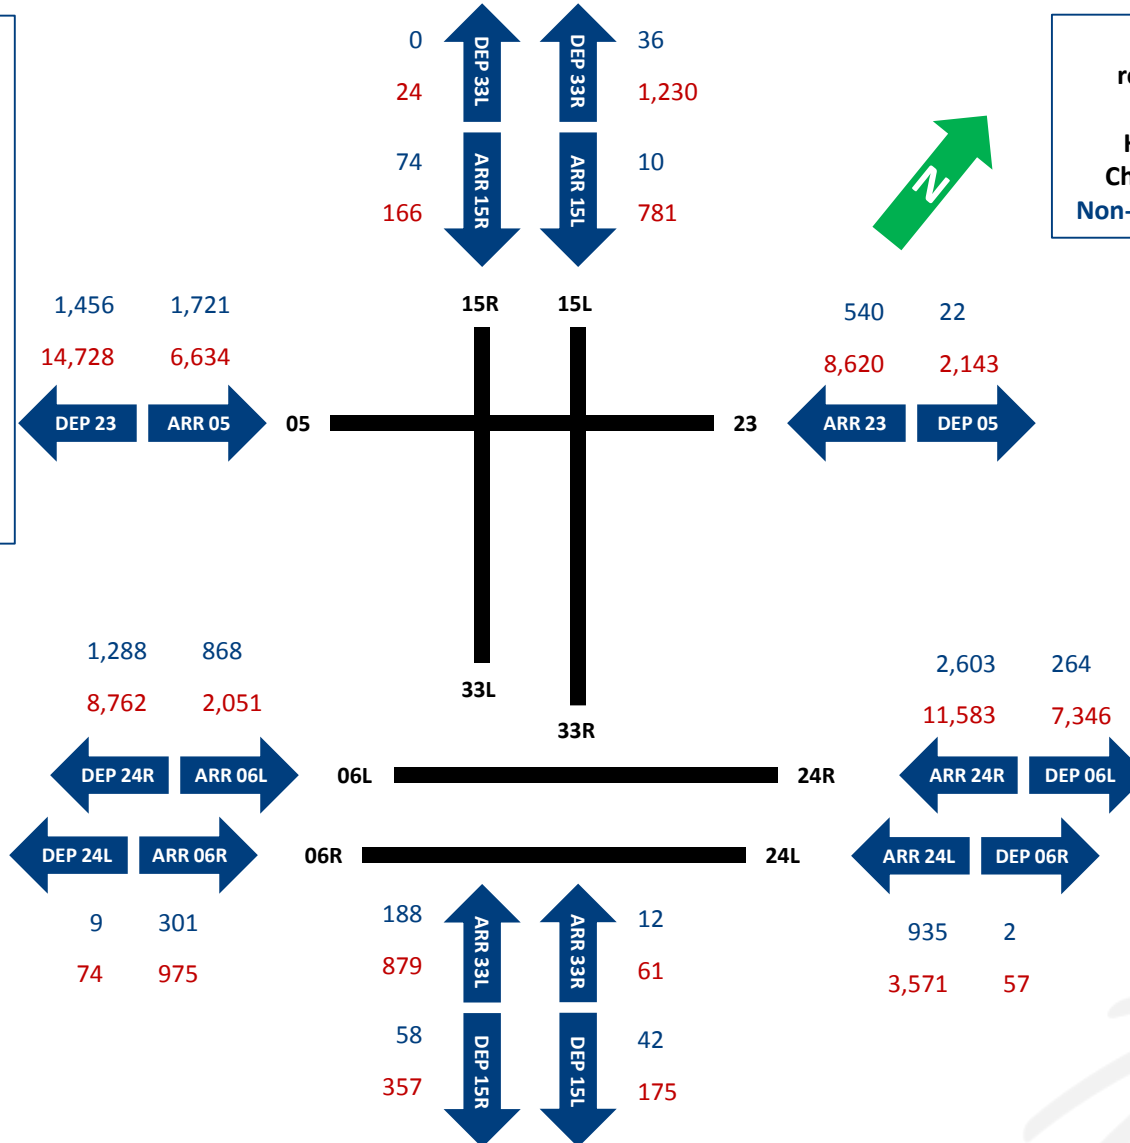 0 DEP 33L DEP 33R 36
24 1,230
74 ARR 15R ARR 15L 10
166 781
N
Non-
15R 15L
1,456 1,721 540 22
14,728 6,634 8,620 2,143
DEP 23 ARR 05 05 23 ARR 23 DEP 05
33L
33R
1,288 868 2,603 264
8,762 2,051 11,583 7,346
DEP 24R ARR 06L 06L 24R ARR 24R DEP 06L
DEP 24L ARR 06R 06R 24L ARR 24L DEP 06R
9 301 188 ARR 33L ARR 33R 12 935 2
74 975 879 61 3,571 57
58 DEP 15R DEP 15L 42
357 175